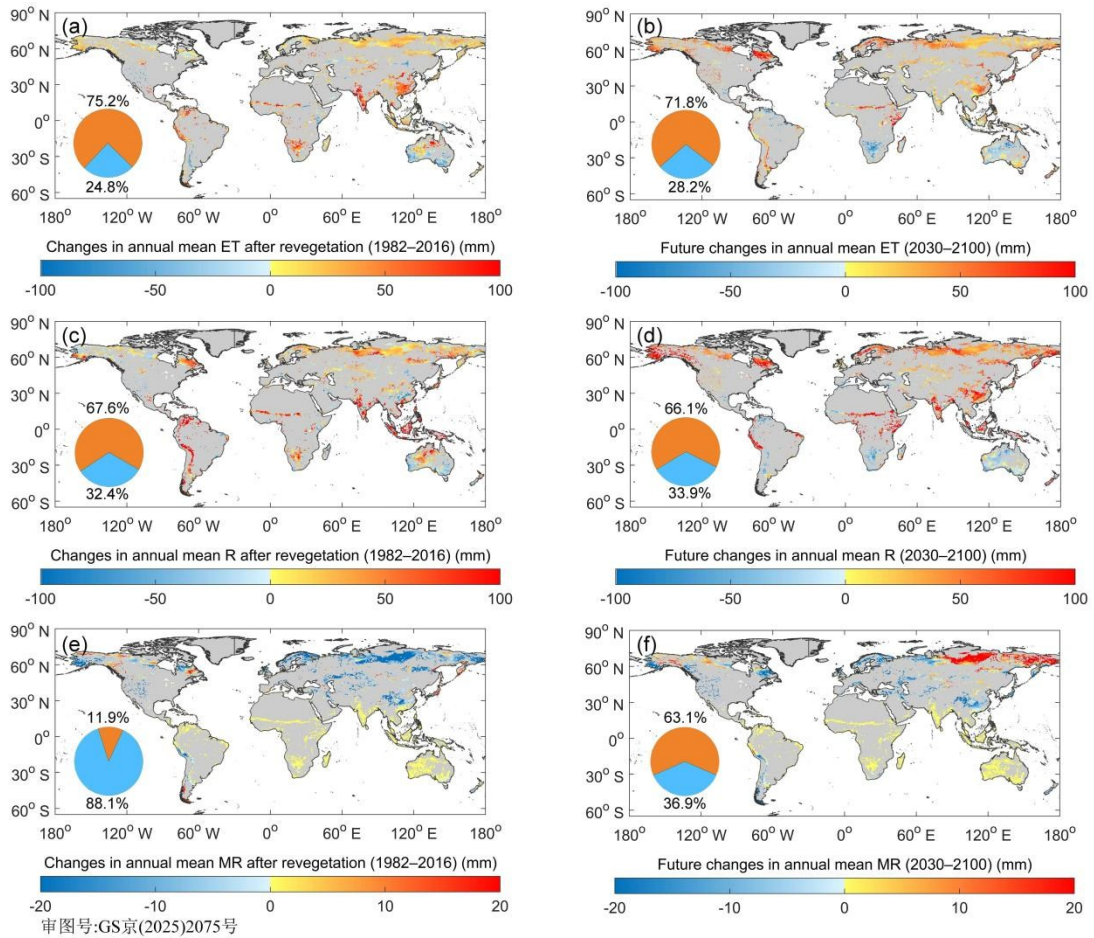 (a)
90° N
60° N
30° N
0°
30° S
60° S
75.2%
24.8%
180° 120° W 60° W 0° 60° E 120° E 180°
Changes in annual mean ET after revegetation (1982–2016) (mm)
-100 -50 0 50 100
(b)
90° N
60° N
30° N
0°
30° S
60° S
71.8%
28.2%
180° 120° W 60° W 0° 60° E 120° E 180°
Future changes in annual mean ET (2030–2100) (mm)
-100 -50 0 50 100
(c)
90° N
60° N
30° N
0°
30° S
60° S
67.6%
32.4%
180° 120° W 60° W 0° 60° E 120° E 180°
Changes in annual mean R after revegetation (1982–2016) (mm)
-100 -50 0 50 100
(d)
90° N
60° N
30° N
0°
30° S
60° S
66.1%
33.9%
180° 120° W 60° W 0° 60° E 120° E 180°
Future changes in annual mean R (2030–2100) (mm)
-100 -50 0 50 100
(e)
90° N
60° N
30° N
0°
30° S
60° S
11.9%
88.1%
180° 120° W 60° W 0° 60° E 120° E 180°
Changes in annual mean MR after revegetation (1982–2016) (mm)
-20 -10 0 10 20
(f)
90° N
60° N
30° N
0°
30° S
60° S
63.1%
36.9%
180° 120° W 60° W 0° 60° E 120° E 180°
Future changes in annual mean MR (2030–2100) (mm)
-20 -10 0 10 20
审图号:GS京(2025)2075号